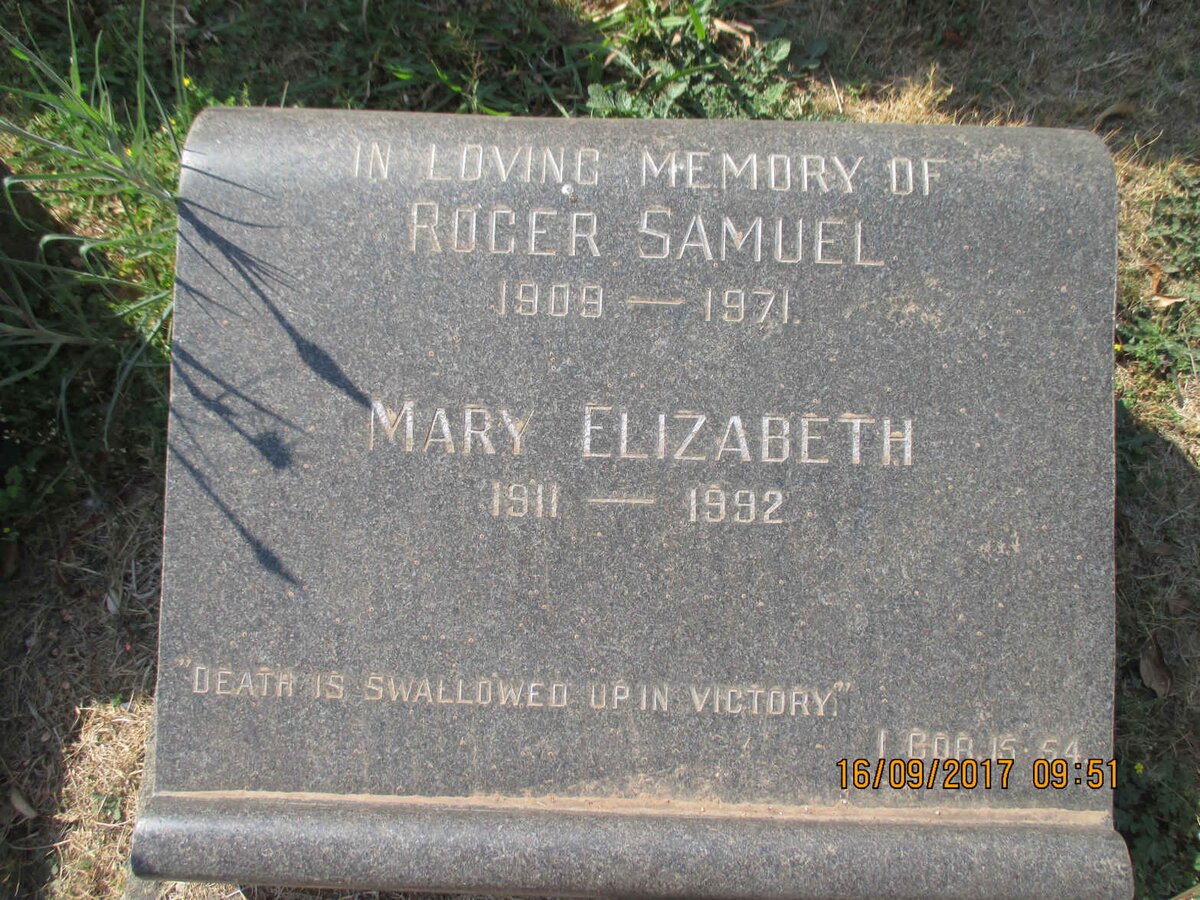 IN LOVING MEMORY OF
ROGER SAMUEL
1909 — 1971.
MARY ELIZABETH
1911 — 1992
"DEATH IS SWALLOWED UP IN VICTORY."
I COR. 15. 54.
16/09/2017 09:51